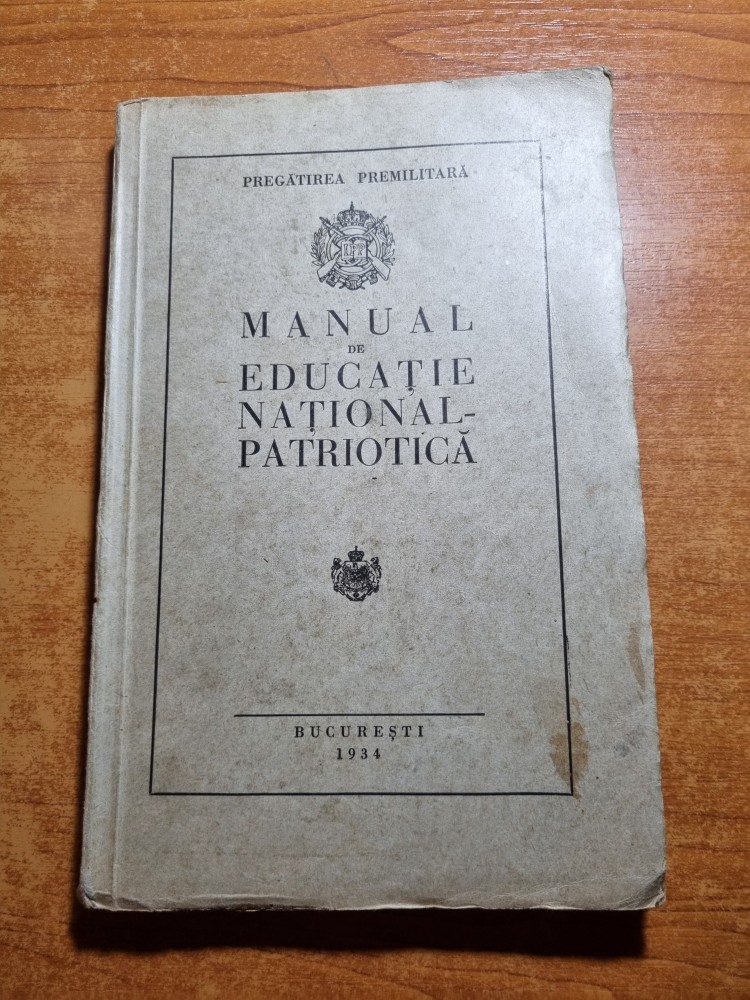 PREGĂTIREA PREMILITARĂ
MANUAL
DE
EDUCAȚIE
NAȚIONAL-
PATRIOTICĂ
BUCUREȘTI
1934